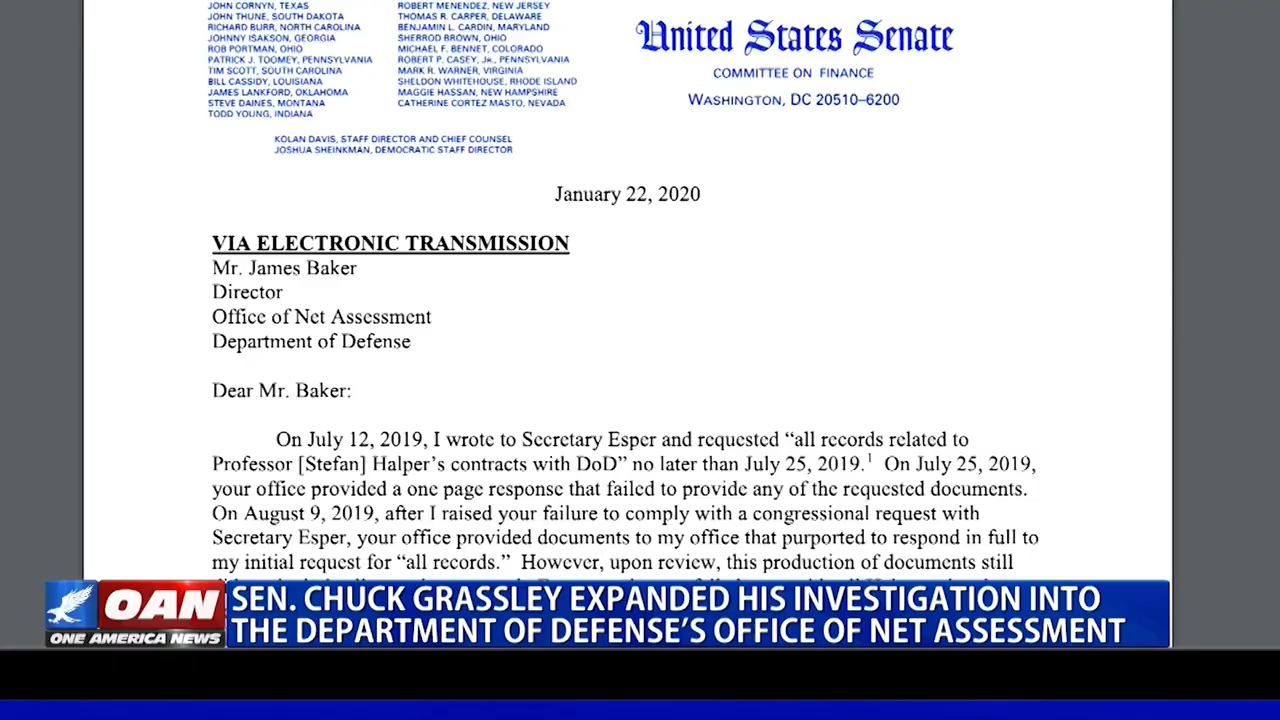 JOHN CORNYN, TEXAS
JOHN THUNE, SOUTH DAKOTA
RICHARD BURR, NORTH CAROLINA
JOHNNY ISAKSON, GEORGIA
ROB PORTMAN, OHIO
PATRICK J. TOOMEY, PENNSYLVANIA
TIM SCOTT, SOUTH CAROLINA
BILL CASSIDY, LOUISIANA
JAMES LANKFORD, OKLAHOMA
STEVE DAINES, MONTANA
TODD YOUNG, INDIANA
ROBERT MENENDEZ, NEW JERSEY
THOMAS R. CARPER, DELAWARE
BENJAMIN L. CARDIN, MARYLAND
SHERROD BROWN, OHIO
MICHAEL F. BENNET, COLORADO
ROBERT P. CASEY, JR., PENNSYLVANIA
MARK R. WARNER, VIRGINIA
SHELDON WHITEHOUSE, RHODE ISLAND
MAGGIE HASSAN, NEW HAMPSHIRE
CATHERINE CORTEZ MASTO, NEVADA
KOLAN DAVIS, STAFF DIRECTOR AND CHIEF COUNSEL
JOSHUA SHEINKMAN, DEMOCRATIC STAFF DIRECTOR
United States Senate
COMMITTEE ON FINANCE
WASHINGTON, DC 20510–6200
January 22, 2020
VIA ELECTRONIC TRANSMISSION
Mr. James Baker
Director
Office of Net Assessment
Department of Defense
Dear Mr. Baker:
On July 12, 2019, I wrote to Secretary Esper and requested “all records related to
Professor [Stefan] Halper’s contracts with DoD” no later than July 25, 2019.1 On July 25, 2019,
your office provided a one page response that failed to provide any of the requested documents.
On August 9, 2019, after I raised your failure to comply with a congressional request with
Secretary Esper, your office provided documents to my office that purported to respond in full to
my initial request for “all records.” However, upon review, this production of documents still
OAN
ONE AMERICA NEWS
SEN. CHUCK GRASSLEY EXPANDED HIS INVESTIGATION INTO
THE DEPARTMENT OF DEFENSE’S OFFICE OF NET ASSESSMENT